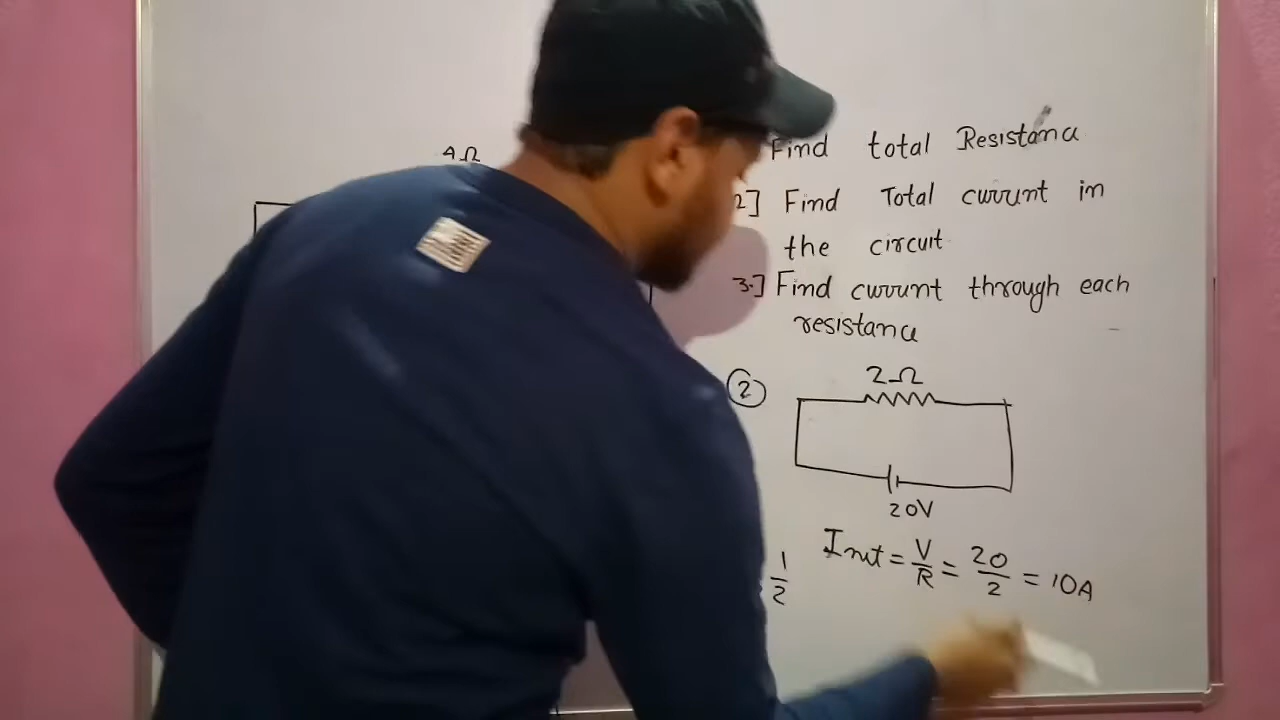 4Ω
Find total Resistance
2] Find Total current in
the circuit
3.] Find current through each
resistance
2
2Ω
20V
1/2
Inet = V/R = 20/2 = 10A